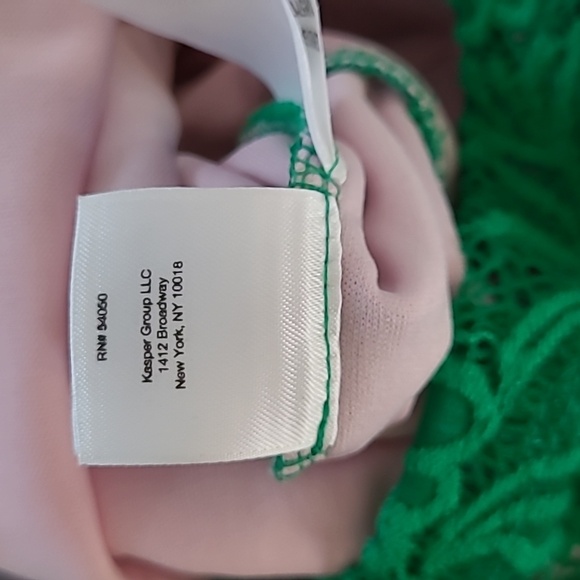 RN# 54050
Kasper Group LLC
1412 Broadway
New York, NY 10018